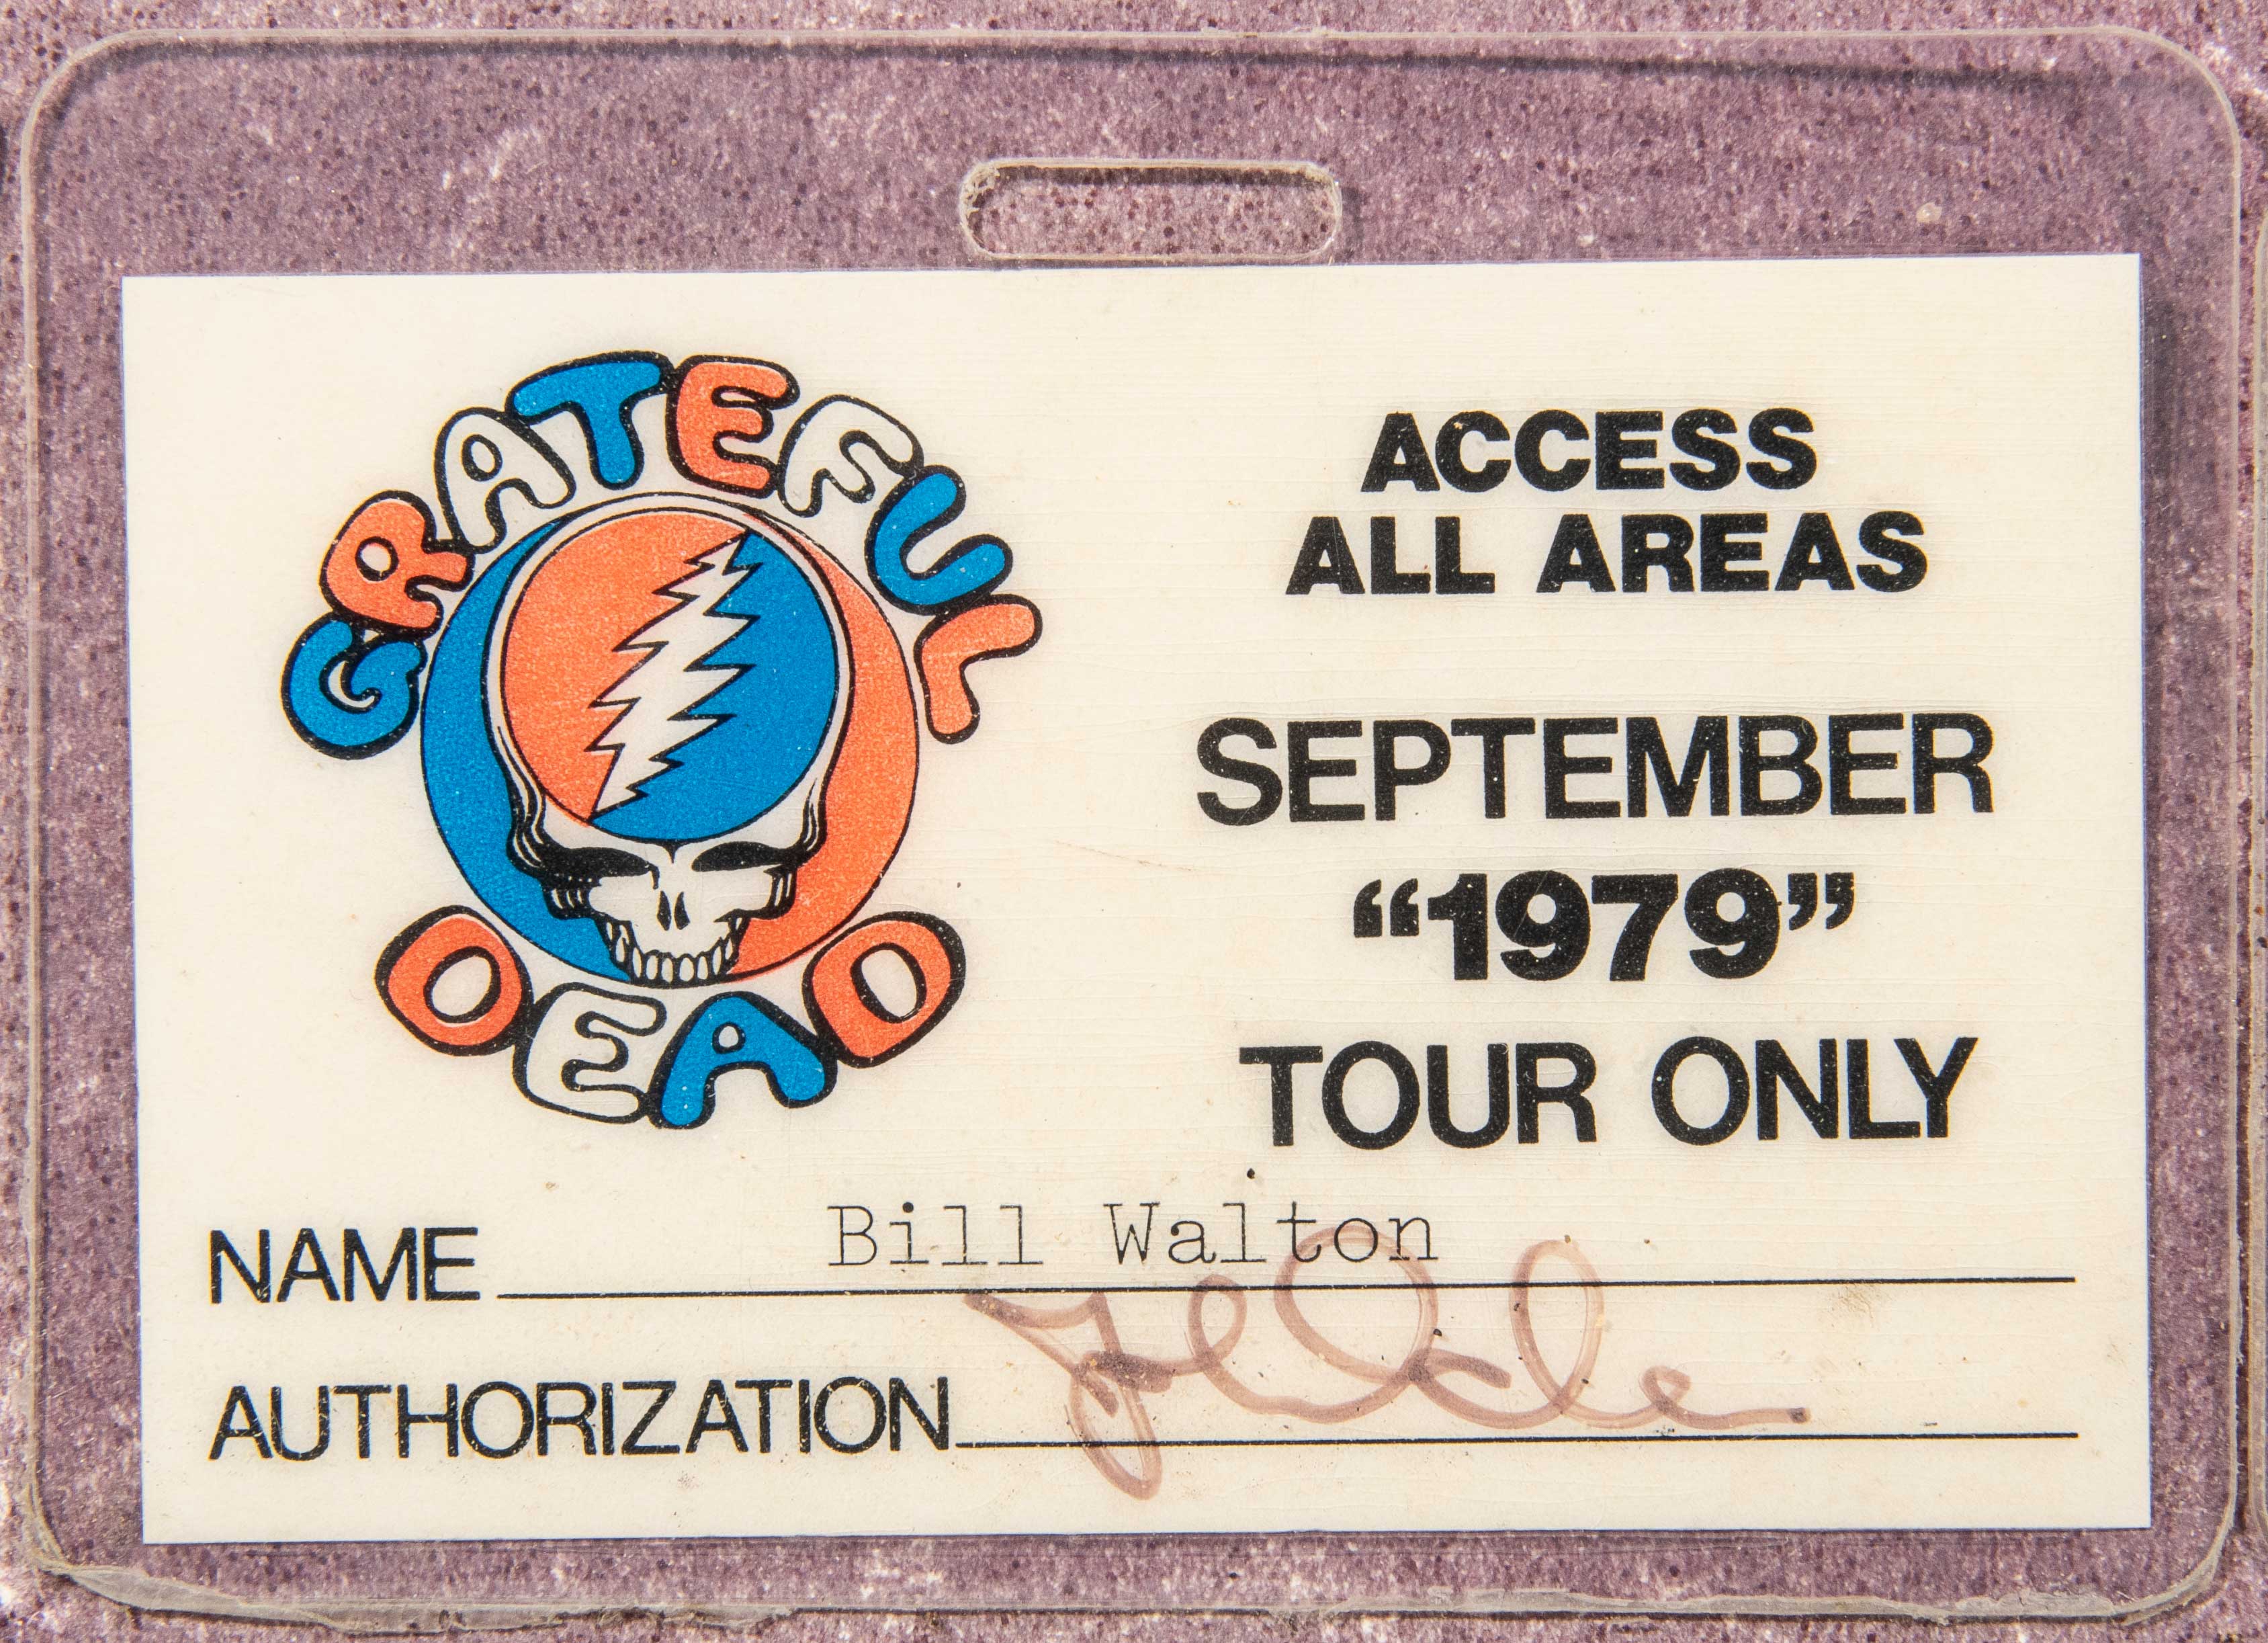 GRATEFUL
DEAD
ACCESS
ALL AREAS
SEPTEMBER
“1979”
TOUR ONLY
NAME Bill Walton
AUTHORIZATION